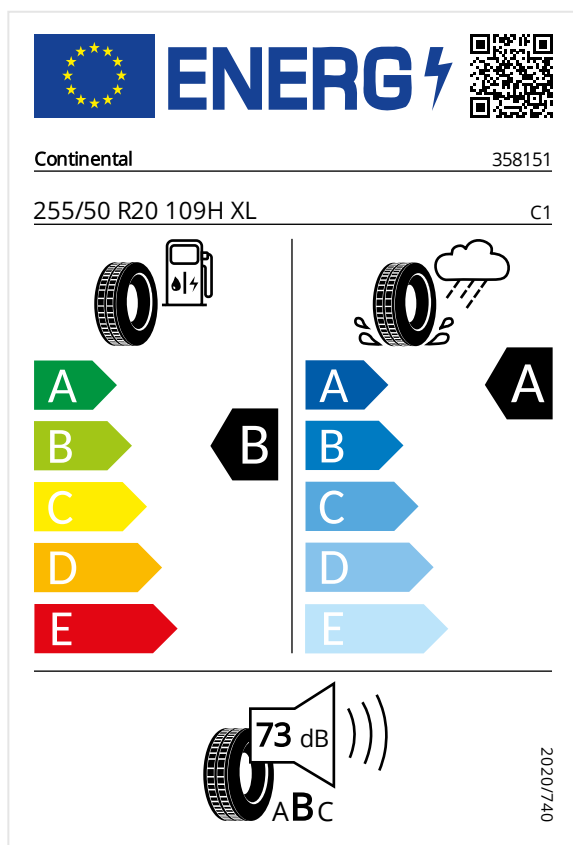 ENERG
Continental
358151
255/50 R20 109H XL
C1
A
B
C
D
E
B
A
B
C
D
E
A
73 dB
ABC
2020/740